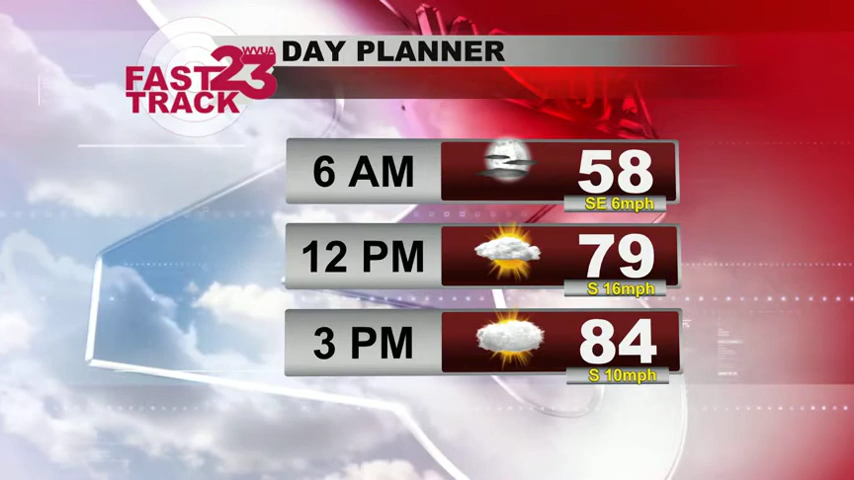 WVUA
23
FAST
TRACK
DAY PLANNER
6 AM
58
SE 6mph
12 PM
79
S 16mph
3 PM
84
S 10mph